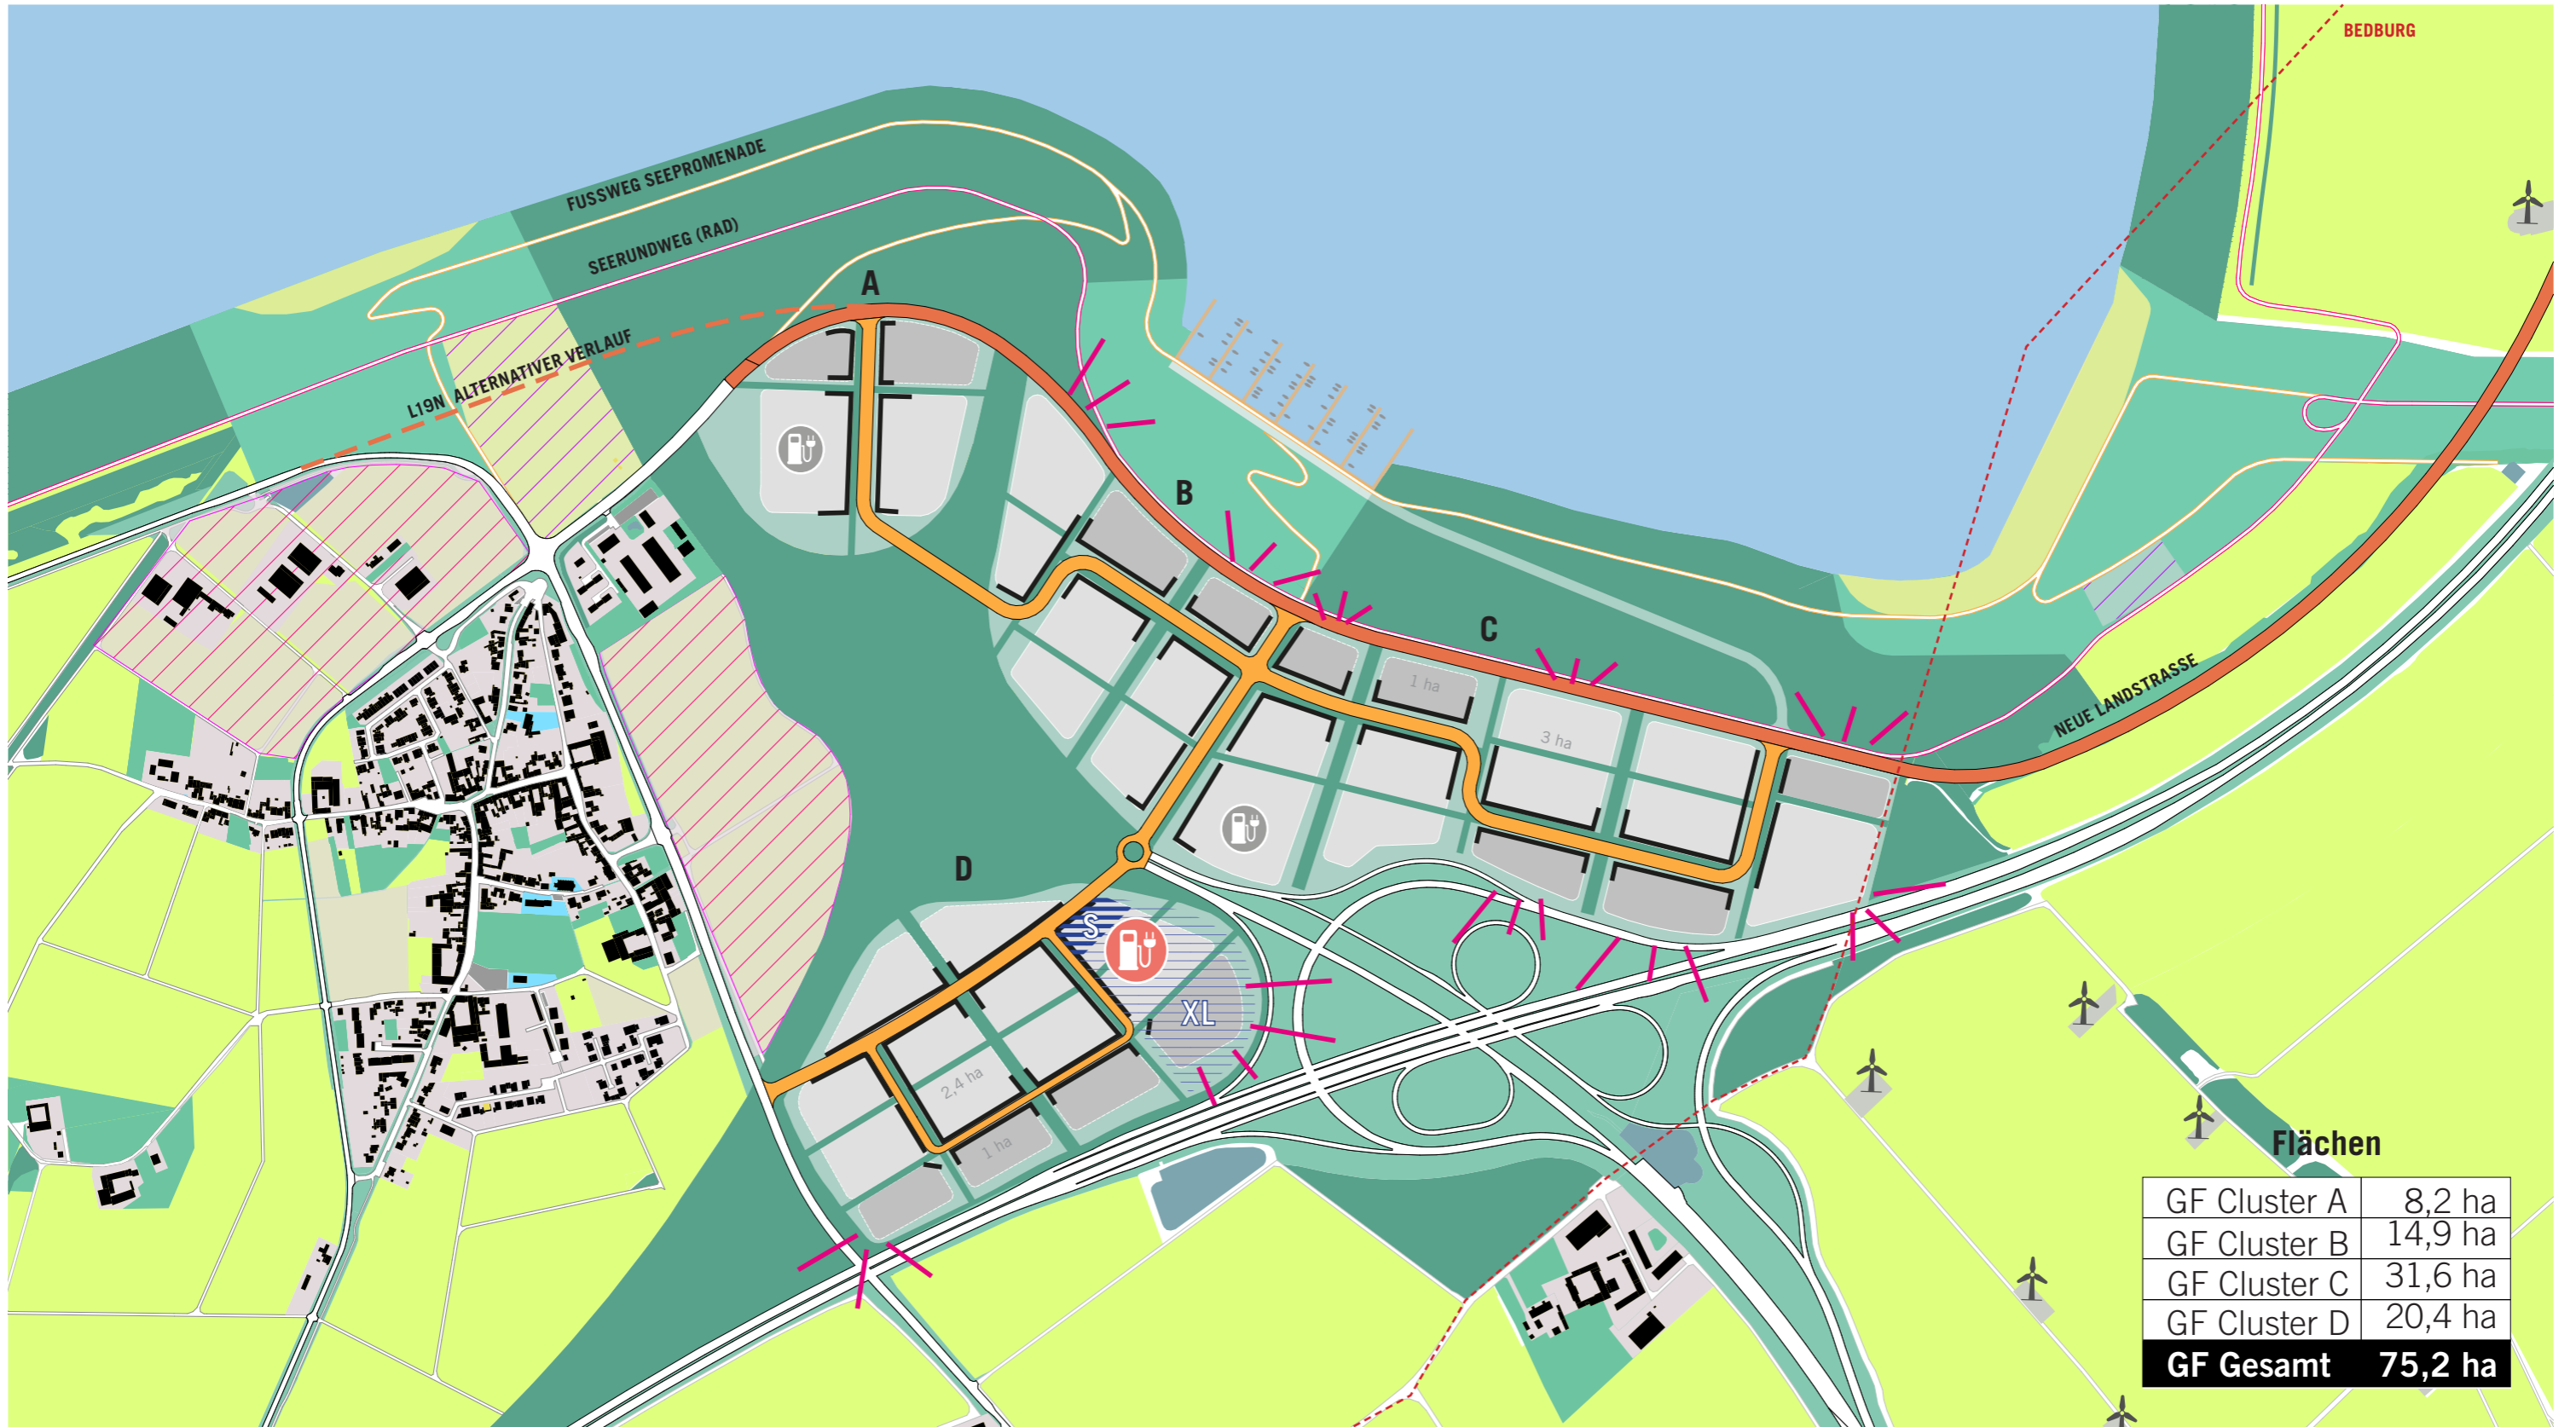 BEDBURG
FUSSWEG SEEPROMENADE
SEERUNDWEG (RAD)
A
L19N ALTERNATIVER VERLAUF
B
C
1 ha
3 ha
NEUE LANDSTRASSE
D
S
XL
2,4 ha
1 ha
Flächen
GF Cluster A 8,2 ha
GF Cluster B 14,9 ha
GF Cluster C 31,6 ha
GF Cluster D 20,4 ha
GF Gesamt 75,2 ha